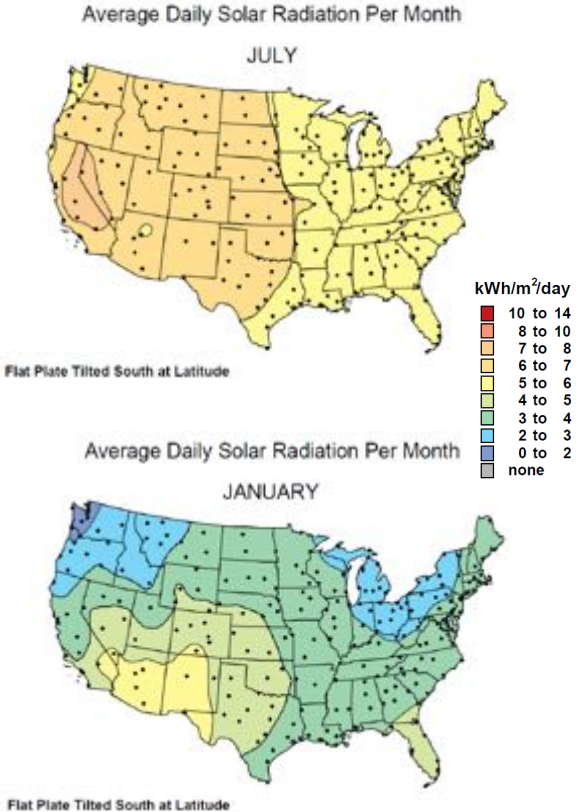 Average Daily Solar Radiation Per Month
JULY
kWh/m²/day
10 to 14
8 to 10
7 to 8
6 to 7
5 to 6
4 to 5
3 to 4
2 to 3
0 to 2
none
Flat Plate Tilted South at Latitude
Average Daily Solar Radiation Per Month
JANUARY
Flat Plate Tilted South at Latitude